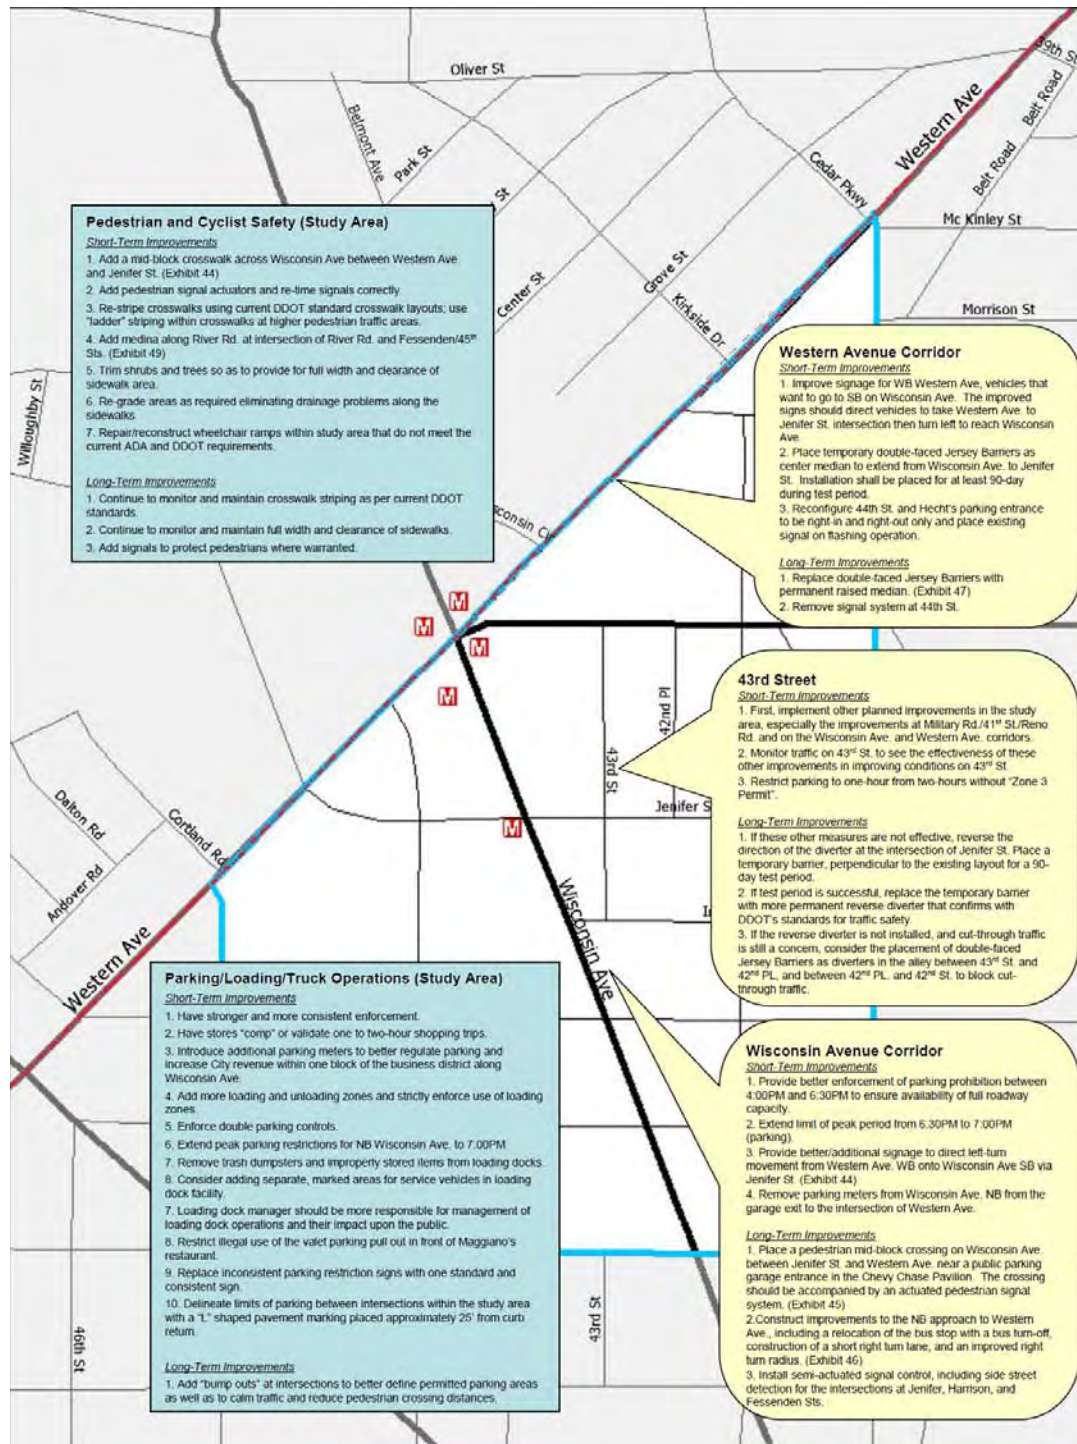 Oliver St
39th St
Belt Road
Western Ave
Belmont Ave
Park St
Cedar Pkwy
Belt Road
Mc Kinley St
St
Grove St
Center St
Kirkside Dr
Morrison St
Willoughby St
Pedestrian and Cyclist Safety (Study Area)
Short-Term Improvements
1. Add a mid-block crosswalk across Wisconsin Ave between Western Ave
and Jenifer St. (Exhibit 44)
2. Add pedestrian signal actuators and re-time signals correctly.
3. Re-stripe crosswalks using current DDOT standard crosswalk layouts; use
"ladder" striping within crosswalks at higher pedestrian traffic areas.
4. Add medina along River Rd. at intersection of River Rd. and Fessenden/45th
Sts. (Exhibit 49)
5. Trim shrubs and trees so as to provide for full width and clearance of
sidewalk area.
6. Re-grade areas as required eliminating drainage problems along the
sidewalks
7. Repair/reconstruct wheelchair ramps within study area that do not meet the
current ADA and DDOT requirements.
Long-Term Improvements
1. Continue to monitor and maintain crosswalk striping as per current DDOT
standards.
2. Continue to monitor and maintain full width and clearance of sidewalks.
3. Add signals to protect pedestrians where warranted.
Western Avenue Corridor
Short-Term Improvements
1. Improve signage for WB Western Ave, vehicles that
want to go to SB on Wisconsin Ave. The improved
signs should direct vehicles to take Western Ave. to
Jenifer St. intersection then turn left to reach Wisconsin
Ave.
2. Place temporary double-faced Jersey Barriers as
center median to extend from Wisconsin Ave. to Jenifer
St. Installation shall be placed for at least 90-day
during test period.
3. Reconfigure 44th St. and Hecht's parking entrance
to be right-in and right-out only and place existing
signal on flashing operation.
Long-Term Improvements
1. Replace double-faced Jersey Barriers with
permanent raised median. (Exhibit 47)
2. Remove signal system at 44th St.
sconsin Ci
M
M
M
M
42nd Pl
43rd St
Jenifer S
M
43rd Street
Short-Term Improvements
1. First, implement other planned improvements in the study
area, especially the improvements at Military Rd./41st St./Reno
Rd. and on the Wisconsin Ave. and Western Ave. corridors.
2. Monitor traffic on 43rd St. to see the effectiveness of these
other improvements in improving conditions on 43rd St.
3. Restrict parking to one-hour from two-hours without "Zone 3
Permit".
Long-Term Improvements
1. If these other measures are not effective, reverse the
direction of the diverter at the intersection of Jenifer St. Place a
temporary barrier, perpendicular to the existing layout for a 90-
day test period.
2. If test period is successful, replace the temporary barrier
with more permanent reverse diverter that confirms with
DDOT's standards for traffic safety.
3. If the reverse diverter is not installed, and cut-through traffic
is still a concern, consider the placement of double-faced
Jersey Barriers as diverters in the alley between 43rd St. and
42nd PL, and between 42nd PL. and 42nd St. to block cut-
through traffic.
Dalton Rd
Cortland Rd
Andover Rd
Western Ave
Wisconsin Ave
Parking/Loading/Truck Operations (Study Area)
Short-Term Improvements
1. Have stronger and more consistent enforcement.
2. Have stores "comp" or validate one to two-hour shopping trips.
3. Introduce additional parking meters to better regulate parking and
increase City revenue within one block of the business district along
Wisconsin Ave.
4. Add more loading and unloading zones and strictly enforce use of loading
zones.
5. Enforce double parking controls.
6. Extend peak parking restrictions for NB Wisconsin Ave. to 7:00PM
7. Remove trash dumpsters and improperly stored items from loading docks.
8. Consider adding separate, marked areas for service vehicles in loading
dock facility.
7. Loading dock manager should be more responsible for management of
loading dock operations and their impact upon the public.
8. Restrict illegal use of the valet parking pull out in front of Maggiano's
restaurant.
9. Replace inconsistent parking restriction signs with one standard and
consistent sign.
10. Delineate limits of parking between intersections within the study area
with a "L" shaped pavement marking placed approximately 25' from curb
return.
Long-Term Improvements
1. Add "bump outs" at intersections to better define permitted parking areas
as well as to calm traffic and reduce pedestrian crossing distances.
Wisconsin Avenue Corridor
Short-Term Improvements
1. Provide better enforcement of parking prohibition between
4:00PM and 6:30PM to ensure availability of full roadway
capacity.
2. Extend limit of peak period from 6:30PM to 7:00PM
(parking).
3. Provide better/additional signage to direct left-turn
movement from Western Ave. WB onto Wisconsin Ave SB via
Jenifer St. (Exhibit 44)
4. Remove parking meters from Wisconsin Ave. NB from the
garage exit to the intersection of Western Ave.
Long-Term Improvements
1. Place a pedestrian mid-block crossing on Wisconsin Ave.
between Jenifer St. and Western Ave. near a public parking
garage entrance in the Chevy Chase Pavilion. The crossing
should be accompanied by an actuated pedestrian signal
system. (Exhibit 45)
2.Construct improvements to the NB approach to Western
Ave., including a relocation of the bus stop with a bus turn-off,
construction of a short right turn lane, and an improved right
turn radius. (Exhibit 46)
3. Install semi-actuated signal control, including side street
detection for the intersections at Jenifer, Harrison, and
Fessenden Sts.
46th St
43rd St